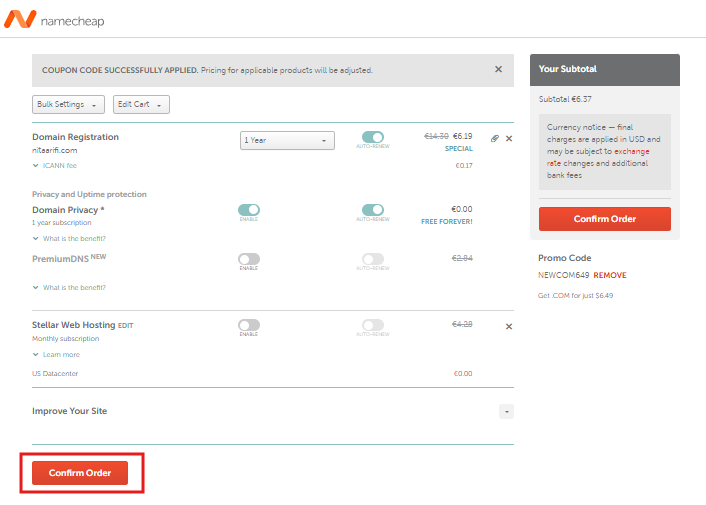 namecheap
COUPON CODE SUCCESSFULLY APPLIED. Pricing for applicable products will be adjusted.
Bulk Settings
Edit Cart
Domain Registration
1 Year
€14.30 €6.19
nitaarifi.com
AUTO-RENEW
SPECIAL
ICANN fee
€0.17
Privacy and Uptime protection
Domain Privacy *
€0.00
1 year subscription
ENABLE
AUTO-RENEW
FREE FOREVER!
What is the benefit?
PremiumDNS NEW
€2.84
ENABLE
AUTO-RENEW
What is the benefit?
Stellar Web Hosting EDIT
€4.28
Monthly subscription
ENABLE
AUTO-RENEW
Learn more
US Datacenter
€0.00
Improve Your Site
Confirm Order
Your Subtotal
Subtotal €6.37
Currency notice — final
charges are applied in USD and
may be subject to exchange
rate changes and additional
bank fees
Confirm Order
Promo Code
NEWCOM649 REMOVE
Get .COM for just $6.49